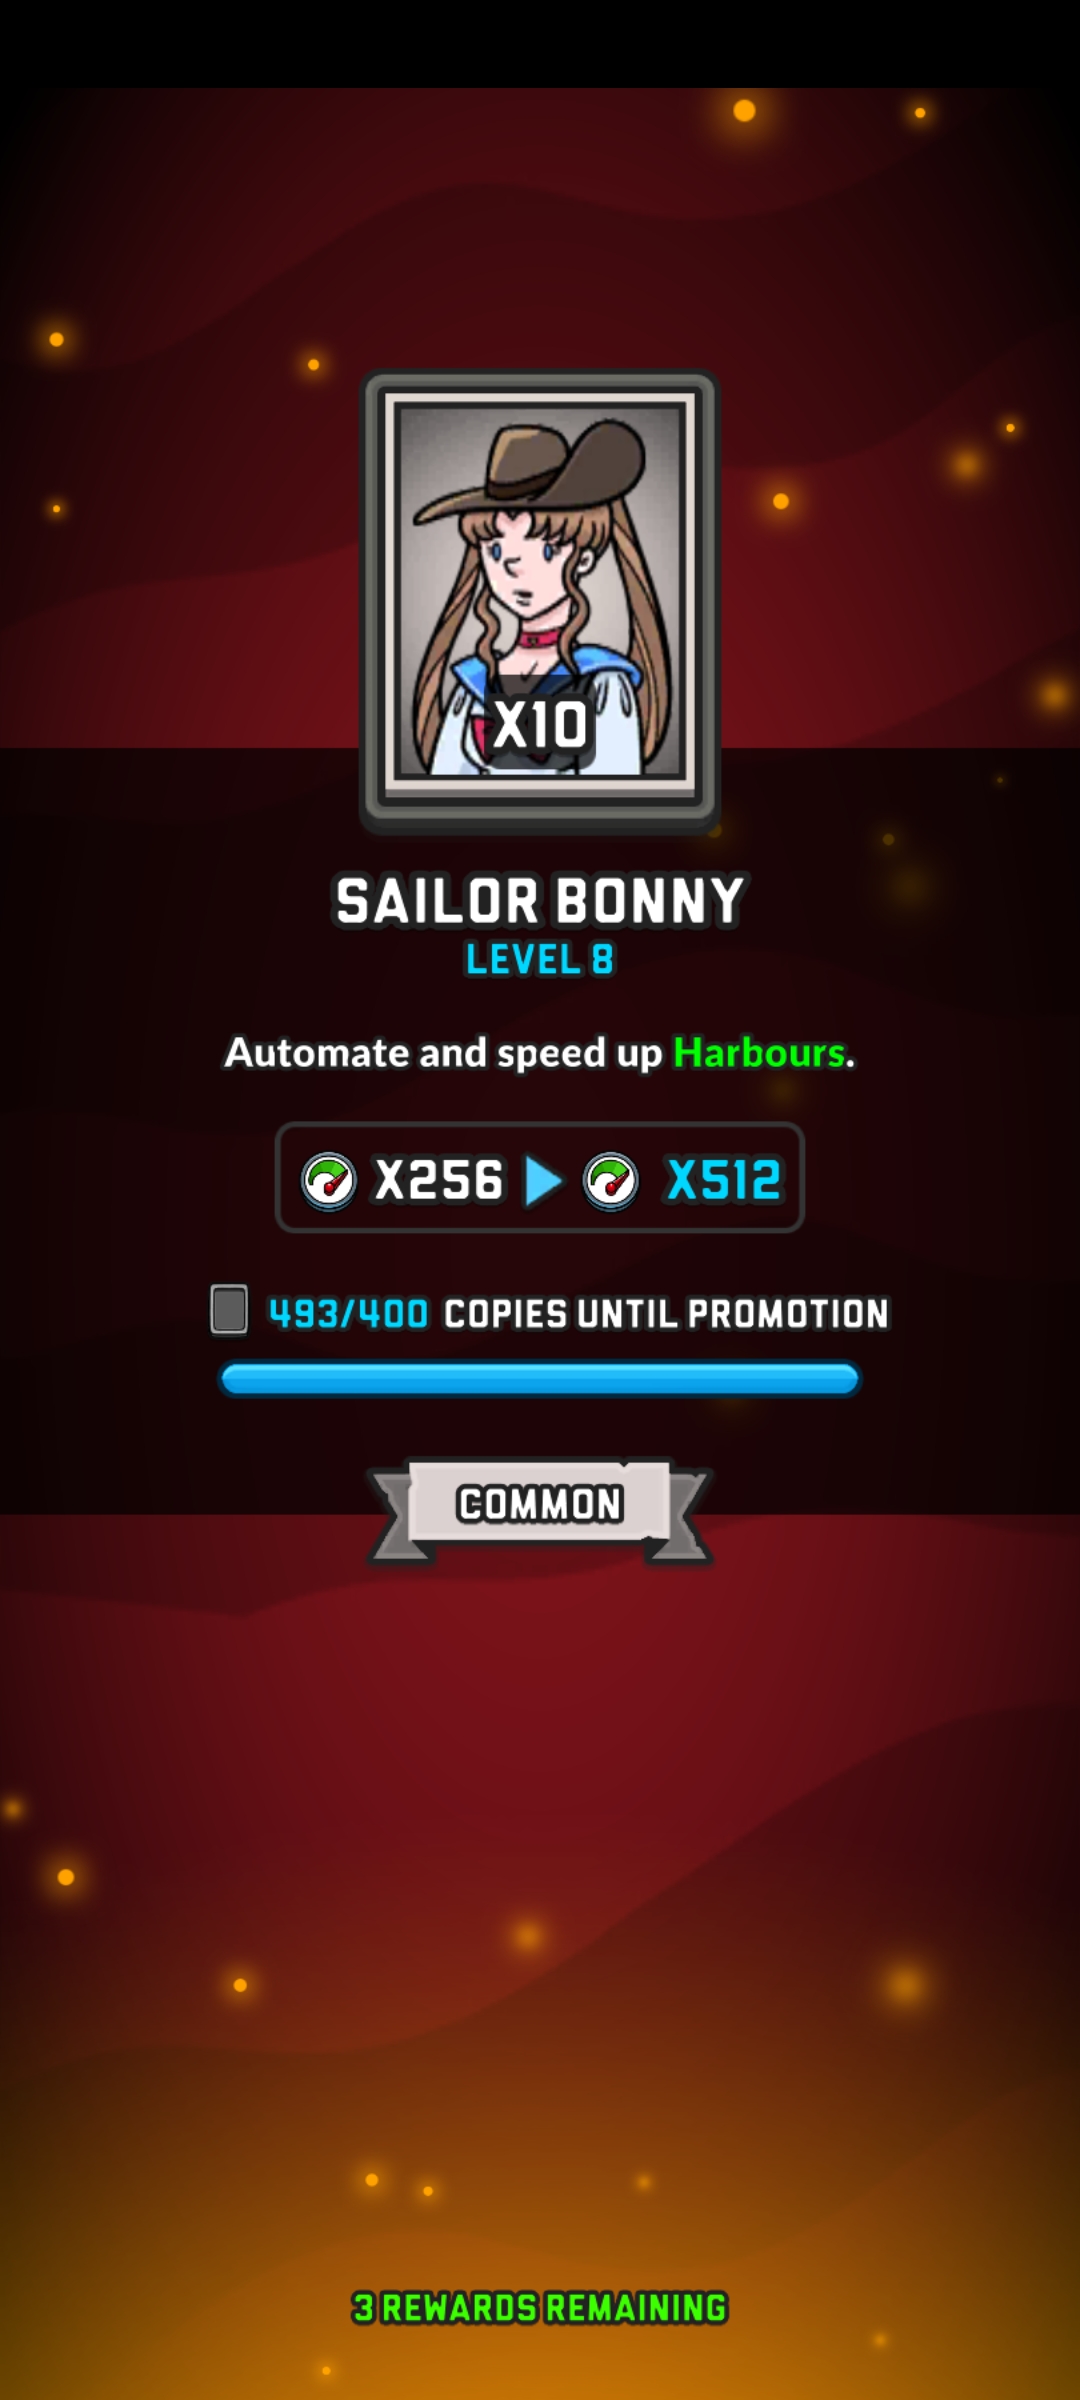 X10
SAILOR BONNY
LEVEL 8
Automate and speed up Harbours.
X256 X512
493/400 COPIES UNTIL PROMOTION
COMMON
3 REWARDS REMAINING